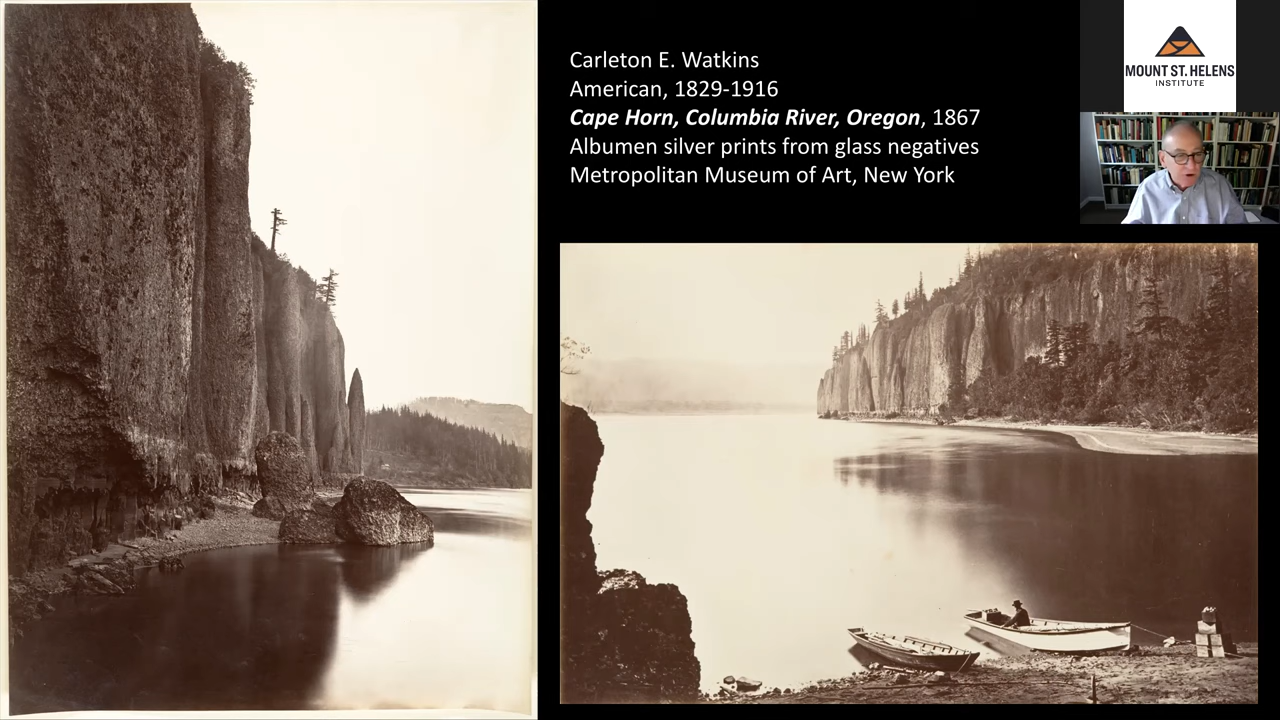 Carleton E. Watkins
American, 1829-1916
Cape Horn, Columbia River, Oregon, 1867
Albumen silver prints from glass negatives
Metropolitan Museum of Art, New York
MOUNT ST. HELENS
INSTITUTE